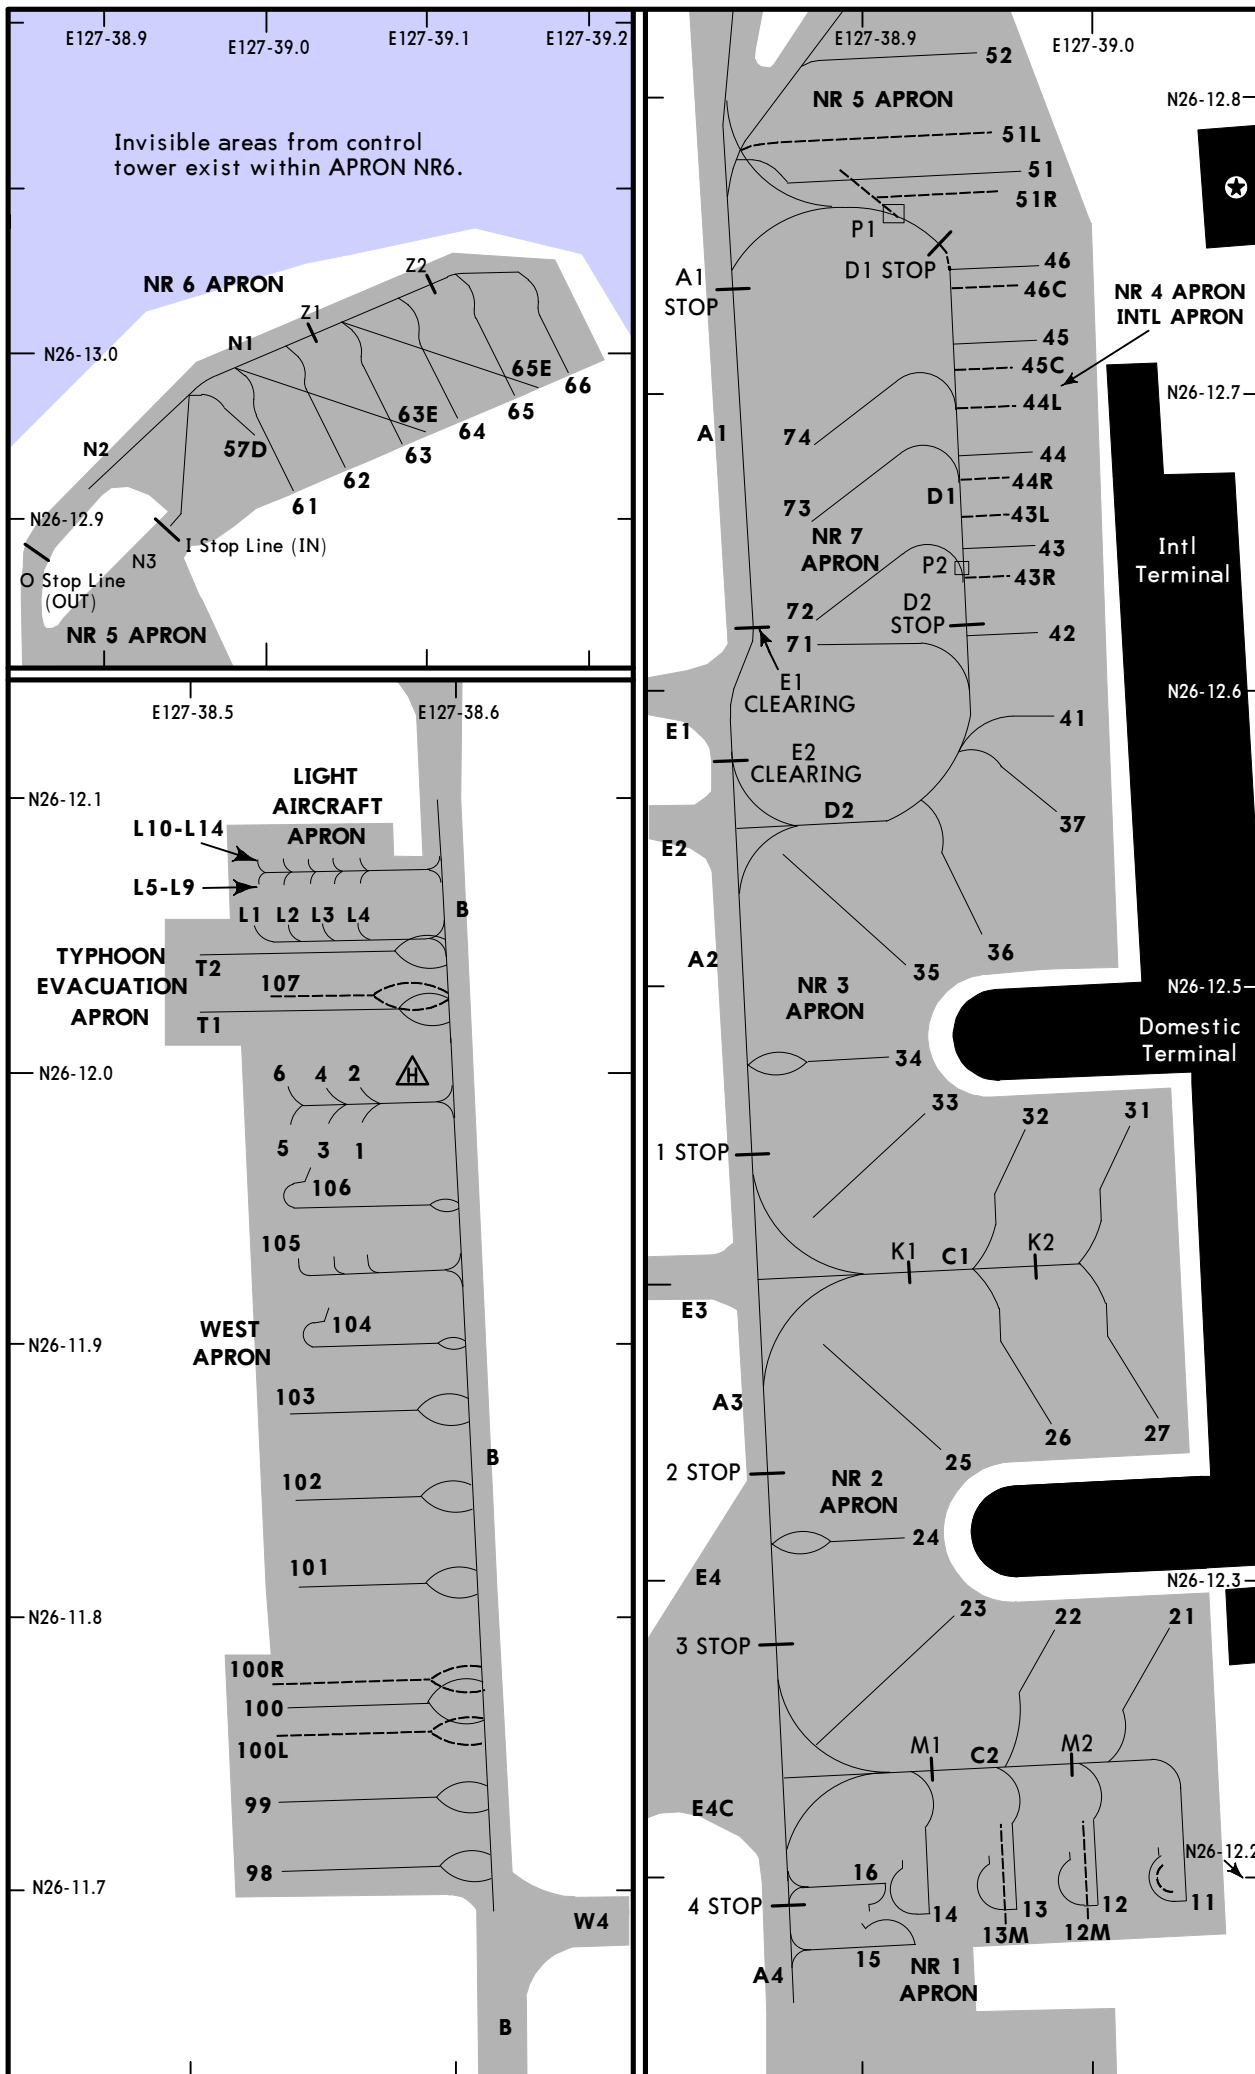 E127-38.9
E127-39.0
E127-39.1
E127-39.2
Invisible areas from control
tower exist within APRON NR6.
NR 6 APRON
Z2
Z1
N1
N26-13.0
65E
66
65
63E
64
63
57D
62
61
N2
N26-12.9
I Stop Line (IN)
N3
O Stop Line
(OUT)
NR 5 APRON
E127-38.5
E127-38.6
LIGHT
AIRCRAFT
APRON
N26-12.1
L10-L14
L5-L9
L1
L2
L3
L4
B
TYPHOON
EVACUATION
APRON
T2
107
T1
N26-12.0
6
4
2
H
5
3
1
106
105
WEST
APRON
104
N26-11.9
103
B
102
101
N26-11.8
100R
100
100L
99
98
N26-11.7
W4
B
E127-38.9
E127-39.0
52
NR 5 APRON
N26-12.8
51L
51
51R
P1
D1 STOP
A1
STOP
46
46C
NR 4 APRON
INTL APRON
45
45C
44L
N26-12.7
A1
74
44
44R
D1
73
43L
NR 7
APRON
43
P2
43R
Intl
Terminal
72
D2
STOP
42
71
E1
CLEARING
N26-12.6
E1
41
E2
CLEARING
D2
37
E2
36
A2
35
NR 3
APRON
N26-12.5
Domestic
Terminal
34
33
32
31
1 STOP
K1
C1
K2
E3
A3
26
27
25
2 STOP
NR 2
APRON
24
E4
N26-12.3
23
22
21
3 STOP
M1
C2
M2
E4C
N26-12.2
16
4 STOP
14
13
12
11
13M
12M
15
NR 1
APRON
A4